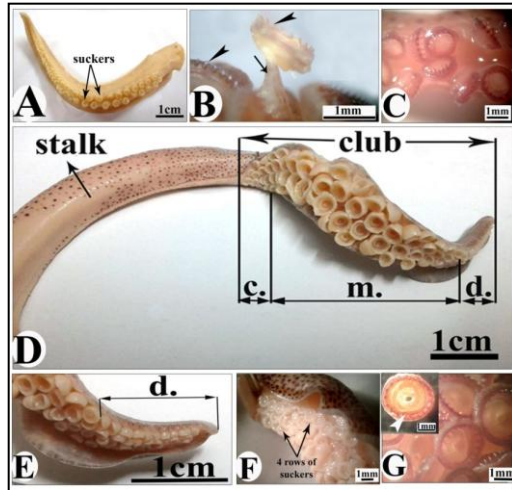 suckers
A
1cm
B
1mm
C
1mm
club
stalk
c.
m.
d.
D
1cm
d.
E
1cm
4 rows of
suckers
F
1mm
1mm
G
1mm